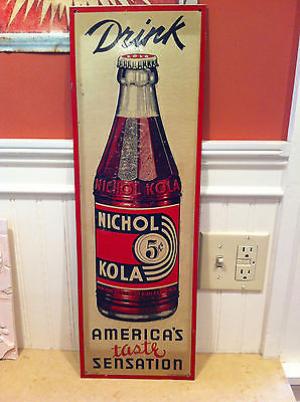 Drink
NICHOL KOLA
NICHOL
5¢
KOLA
AMERICA'S
taste
SENSATION